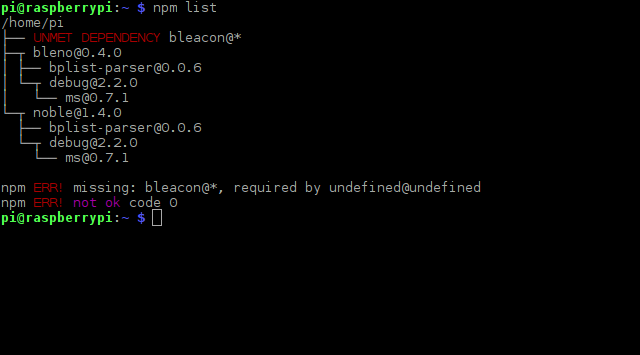 pi@raspberrypi:~ $ npm list
/home/pi
├── UNMET DEPENDENCY bleacon@*
├─┬ bleno@0.4.0
│ ├── bplist-parser@0.0.6
│ └─┬ debug@2.2.0
│   └── ms@0.7.1
└─┬ noble@1.4.0
  ├── bplist-parser@0.0.6
  └─┬ debug@2.2.0
    └── ms@0.7.1

npm ERR! missing: bleacon@*, required by undefined@undefined
npm ERR! not ok code 0
pi@raspberrypi:~ $